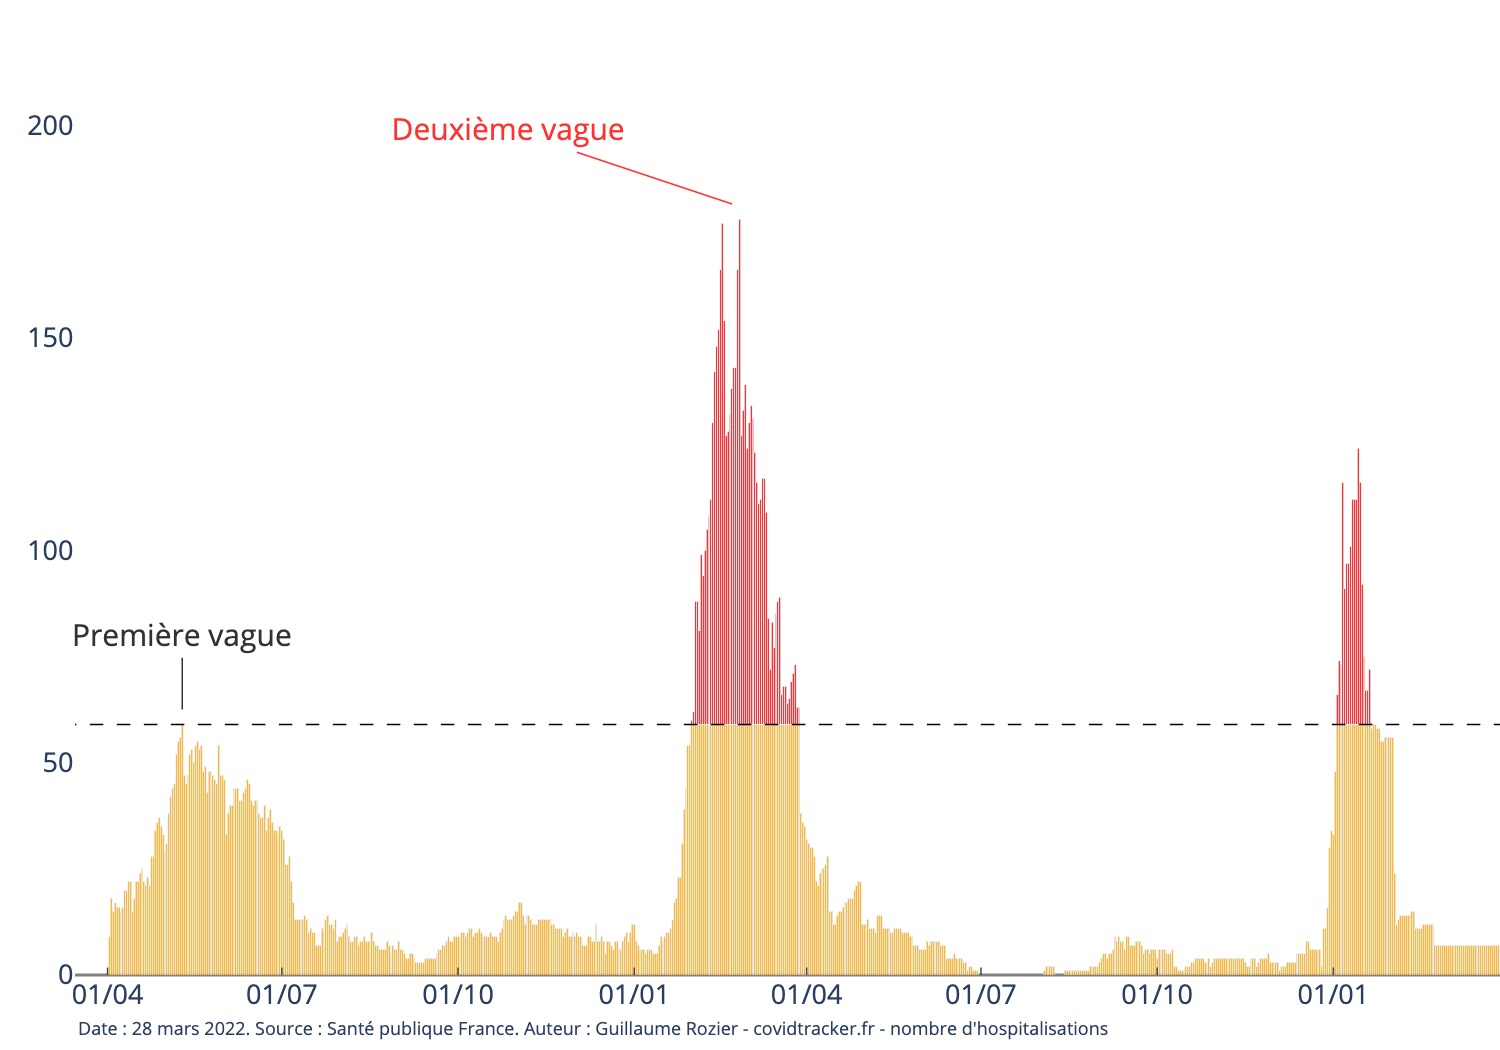 200
Deuxième vague
150
100
Première vague
50
0
01/04 01/07 01/10 01/01 01/04 01/07 01/10 01/01
Date : 28 mars 2022. Source : Santé publique France. Auteur : Guillaume Rozier - covidtracker.fr - nombre d'hospitalisations